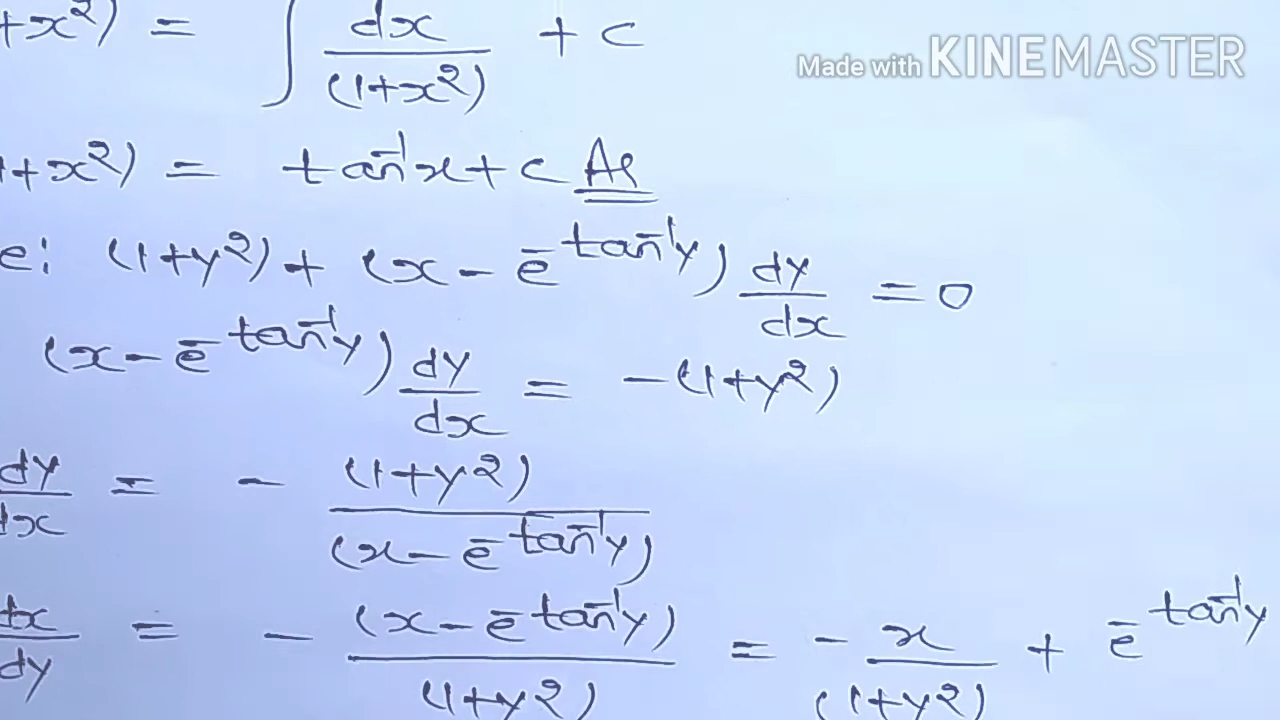 +x²) = ∫ dx/(1+x²) + c
Made with KINEMASTER
1+x²) = tan⁻¹x + c As
e: (1+y²) + (x - e^-tan⁻¹y) dy/dx = 0
(x - e^-tan⁻¹y) dy/dx = -(1+y²)
dy/dx = - (1+y²)/(x - e^-tan⁻¹y)
dx/dy = - (x - e^-tan⁻¹y)/(1+y²) = - x/(1+y²) + e^-tan⁻¹y